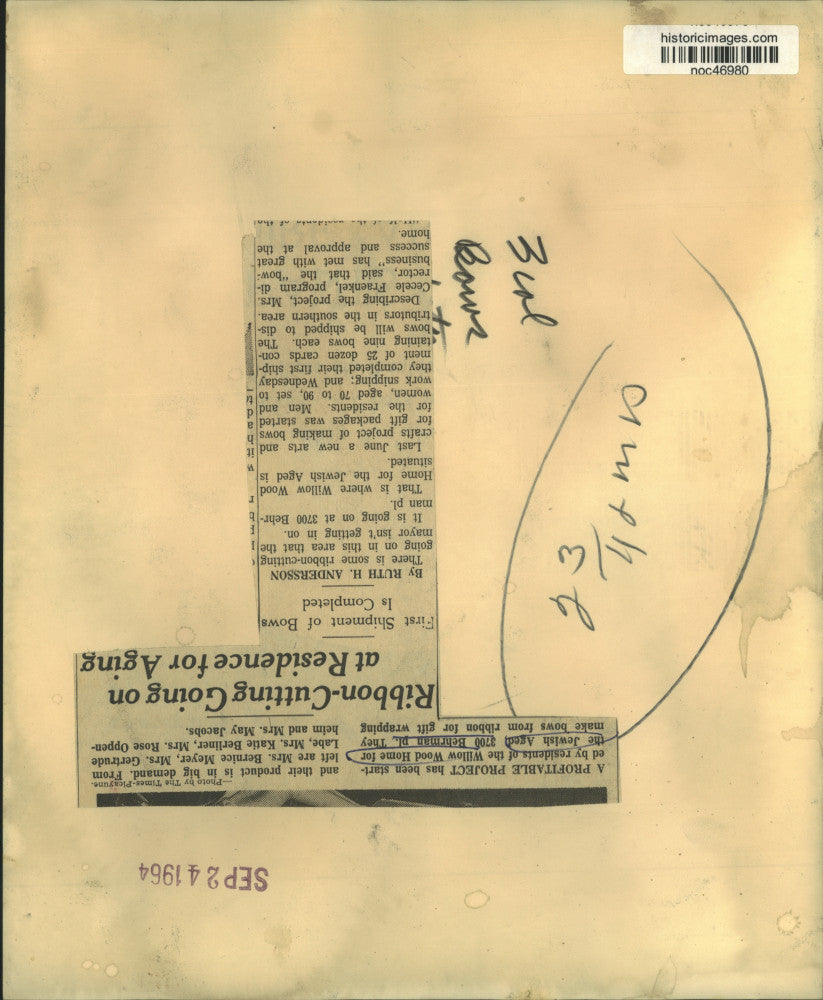 historicimages.com
noc46980
—Photo by The Times-Picayune.
A PROFITABLE PROJECT has been start-
ed by residents of the Willow Wood Home for
the Jewish Aged, 3700 Behrman pl. They
make bows from ribbon for gift wrapping
and their product is in big demand. From
left are Mrs. Bernice Meyer, Mrs. Gertrude
Labe, Mrs. Katie Berliner, Mrs. Rose Oppen-
heim and Mrs. May Jacobs.
Ribbon-Cutting Going on
at Residence for Aging
First Shipment of Bows
Is Completed
By RUTH H. ANDERSSON
There is some ribbon-cutting
going on in this area that the
mayor isn't getting in on.
It is going on at 3700 Behr-
man pl.
That is where Willow Wood
Home for the Jewish Aged is
situated.
Last June a new arts and
crafts project of making bows
for gift packages was started
for the residents. Men and
women, aged 70 to 90, set to
work snipping; and Wednesday
they completed their first ship-
ment of 25 dozen cards con-
taining nine bows each. The
bows will be shipped to dis-
tributors in the southern area.
Describing the project, Mrs.
Cecele Fraenkel, program di-
rector, said that the "bow-
business" has met with great
success and approval at the
home.
SEP 24 1964